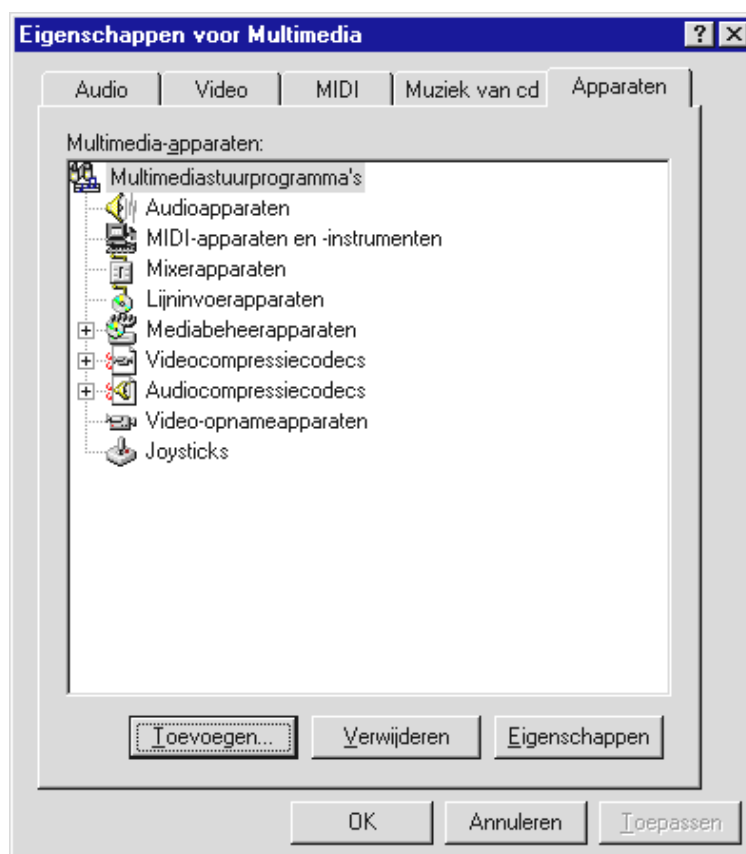 Eigenschappen voor Multimedia
Audio Video MIDI Muziek van cd Apparaten
Multimedia-apparaten:
Multimediastuurprogramma's
Audioapparaten
MIDI-apparaten en -instrumenten
Mixerapparaten
Lijninvoerapparaten
Mediabeheerapparaten
Videocompressiecodecs
Audiocompressiecodecs
Video-opnameapparaten
Joysticks
Toevoegen... Verwijderen Eigenschappen
OK Annuleren Toepassen